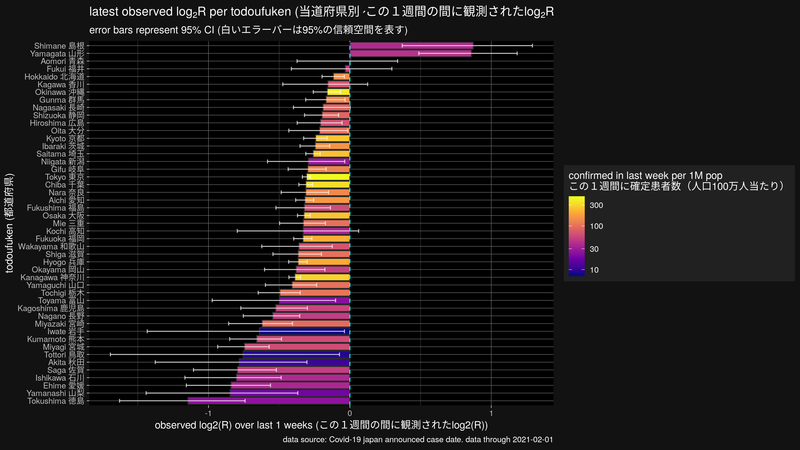 latest observed log₂R per todoufuken (当道府県別 ·この１週間の間に観測されたlog₂R
error bars represent 95% CI (白いエラーバーは95%の信頼空間を表す)
todoufuken (都道府県)
Shimane 島根
Yamagata 山形
Aomori 青森
Fukui 福井
Hokkaido 北海道
Kagawa 香川
Okinawa 沖縄
Gunma 群馬
Nagasaki 長崎
Shizuoka 静岡
Hiroshima 広島
Oita 大分
Kyoto 京都
Ibaraki 茨城
Saitama 埼玉
Niigata 新潟
Gifu 岐阜
Tokyo 東京
Chiba 千葉
Nara 奈良
Aichi 愛知
Fukushima 福島
Osaka 大阪
Mie 三重
Kochi 高知
Fukuoka 福岡
Wakayama 和歌山
Shiga 滋賀
Hyogo 兵庫
Okayama 岡山
Kanagawa 神奈川
Yamaguchi 山口
Tochigi 栃木
Toyama 富山
Kagoshima 鹿児島
Nagano 長野
Miyazaki 宮崎
Iwate 岩手
Kumamoto 熊本
Miyagi 宮城
Tottori 鳥取
Akita 秋田
Saga 佐賀
Ishikawa 石川
Ehime 愛媛
Yamanashi 山梨
Tokushima 徳島
-1 0 1
observed log2(R) over last 1 weeks (この１週間の間に観測されたlog2(R))
data source: Covid-19 japan announced case date. data through 2021-02-01
confirmed in last week per 1M pop
この１週間に確定患者数（人口100万人当たり）
300
100
30
10